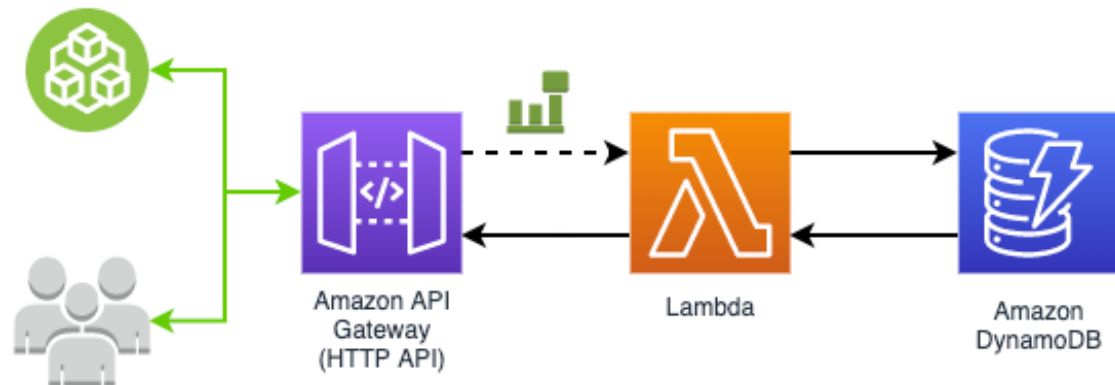 </>
Amazon API
Gateway
(HTTP API)
Lambda
Amazon
DynamoDB